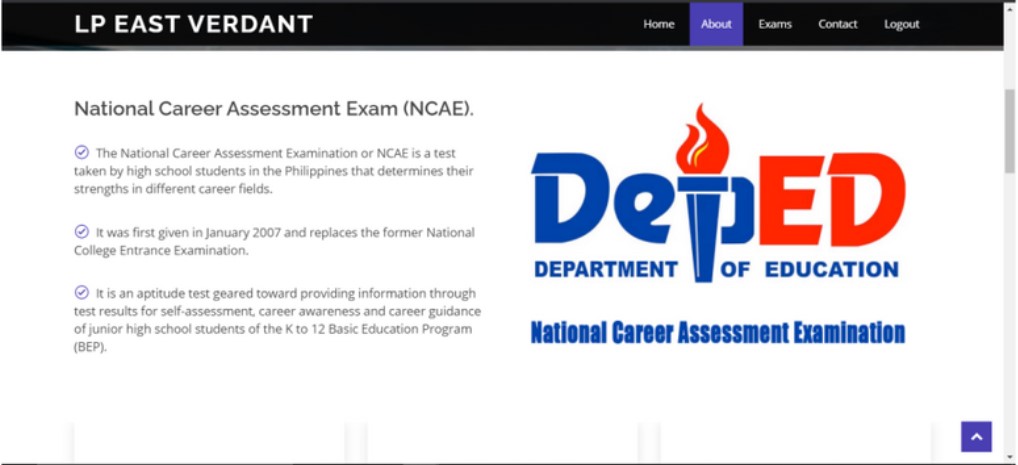 LP EAST VERDANT
Home About Exams Contact Logout
National Career Assessment Exam (NCAE).
The National Career Assessment Examination or NCAE is a test
taken by high school students in the Philippines that determines their
strengths in different career fields.
It was first given in January 2007 and replaces the former National
College Entrance Examination.
It is an aptitude test geared toward providing information through
test results for self-assessment, career awareness and career guidance
of junior high school students of the K to 12 Basic Education Program
(BEP).
DepED
DEPARTMENT OF EDUCATION
National Career Assessment Examination